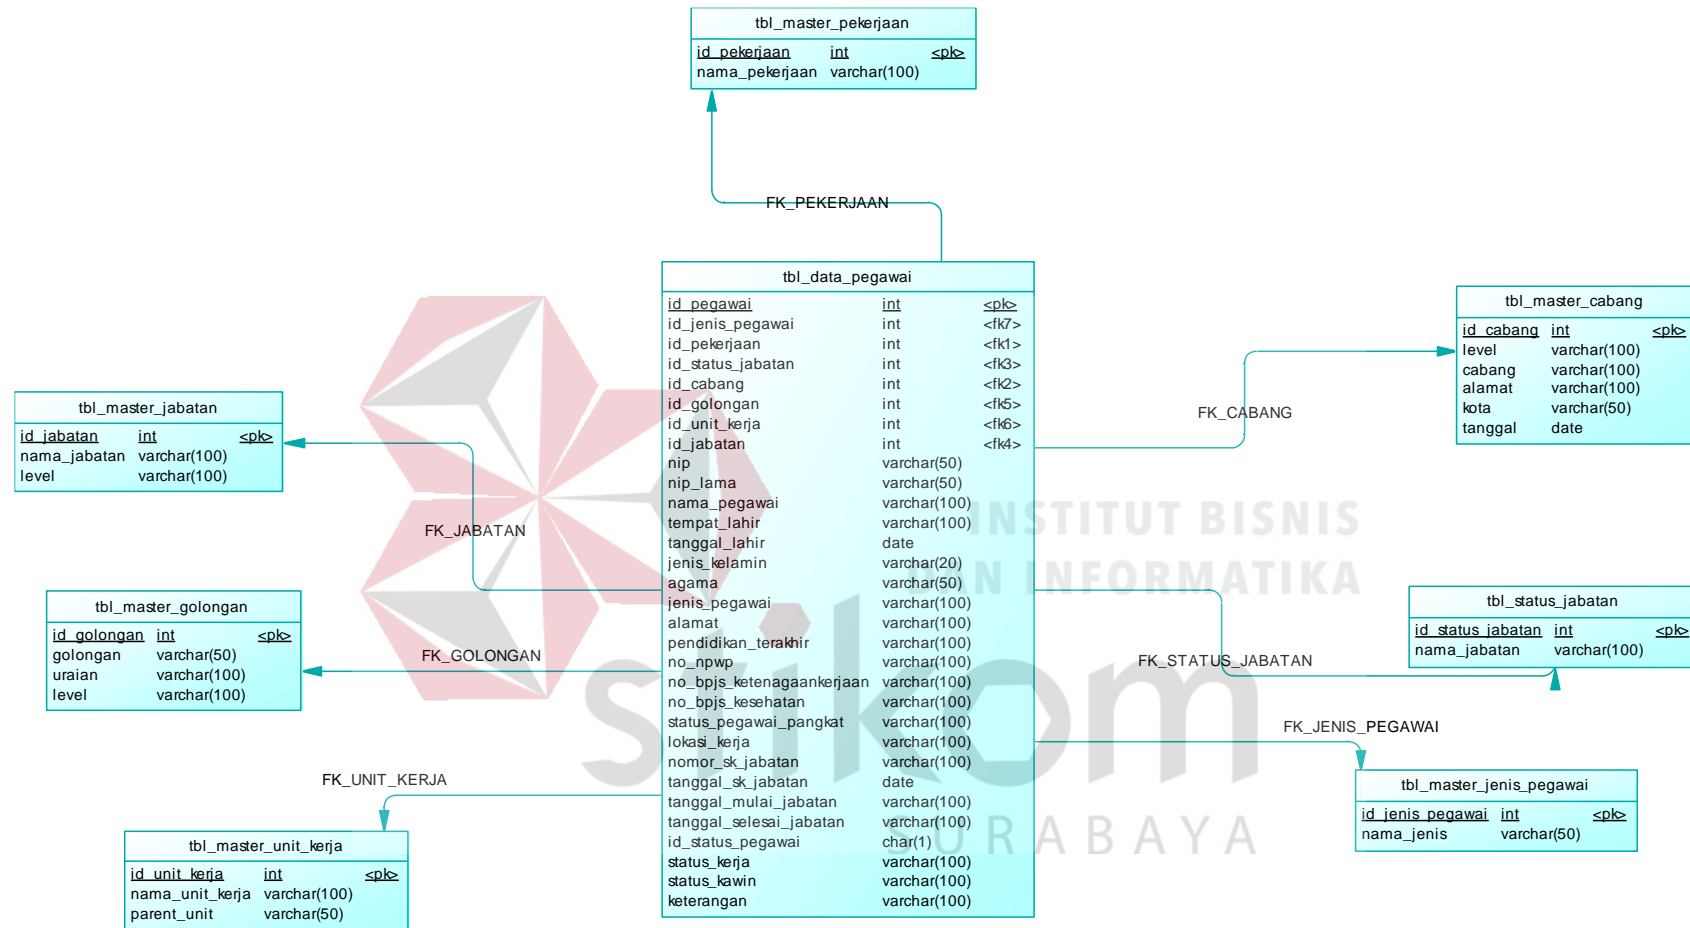 tbl_master_pekerjaan
id_pekerjaan int <pk>
nama_pekerjaan varchar(100)
FK_PEKERJAAN
tbl_data_pegawai
id_pegawai int <pk>
id_jenis_pegawai int <fk7>
id_pekerjaan int <fk1>
id_status_jabatan int <fk3>
id_cabang int <fk2>
id_golongan int <fk5>
id_unit_kerja int <fk6>
id_jabatan int <fk4>
nip varchar(50)
nip_lama varchar(50)
nama_pegawai varchar(100)
tempat_lahir varchar(100)
tanggal_lahir date
jenis_kelamin varchar(20)
agama varchar(50)
jenis_pegawai varchar(100)
alamat varchar(100)
pendidikan_terakhir varchar(100)
no_npwp varchar(100)
no_bpjs_ketenagaankerjaan varchar(100)
no_bpjs_kesehatan varchar(100)
status_pegawai_pangkat varchar(100)
lokasi_kerja varchar(100)
nomor_sk_jabatan varchar(100)
tanggal_sk_jabatan date
tanggal_mulai_jabatan varchar(100)
tanggal_selesai_jabatan varchar(100)
id_status_pegawai char(1)
status_kerja varchar(100)
status_kawin varchar(100)
keterangan varchar(100)
tbl_master_cabang
id_cabang int <pk>
level varchar(100)
cabang varchar(100)
alamat varchar(100)
kota varchar(50)
tanggal date
FK_CABANG
tbl_master_jabatan
id_jabatan int <pk>
nama_jabatan varchar(100)
level varchar(100)
FK_JABATAN
tbl_master_golongan
id_golongan int <pk>
golongan varchar(50)
uraian varchar(100)
level varchar(100)
FK_GOLONGAN
tbl_status_jabatan
id_status_jabatan int <pk>
nama_jabatan varchar(100)
FK_STATUS_JABATAN
FK_JENIS_PEGAWAI
tbl_master_jenis_pegawai
id_jenis_pegawai int <pk>
nama_jenis varchar(50)
FK_UNIT_KERJA
tbl_master_unit_kerja
id_unit_kerja int <pk>
nama_unit_kerja varchar(100)
parent_unit varchar(50)
INSTITUT BISNIS
DAN INFORMATIKA
stikom
SURABAYA